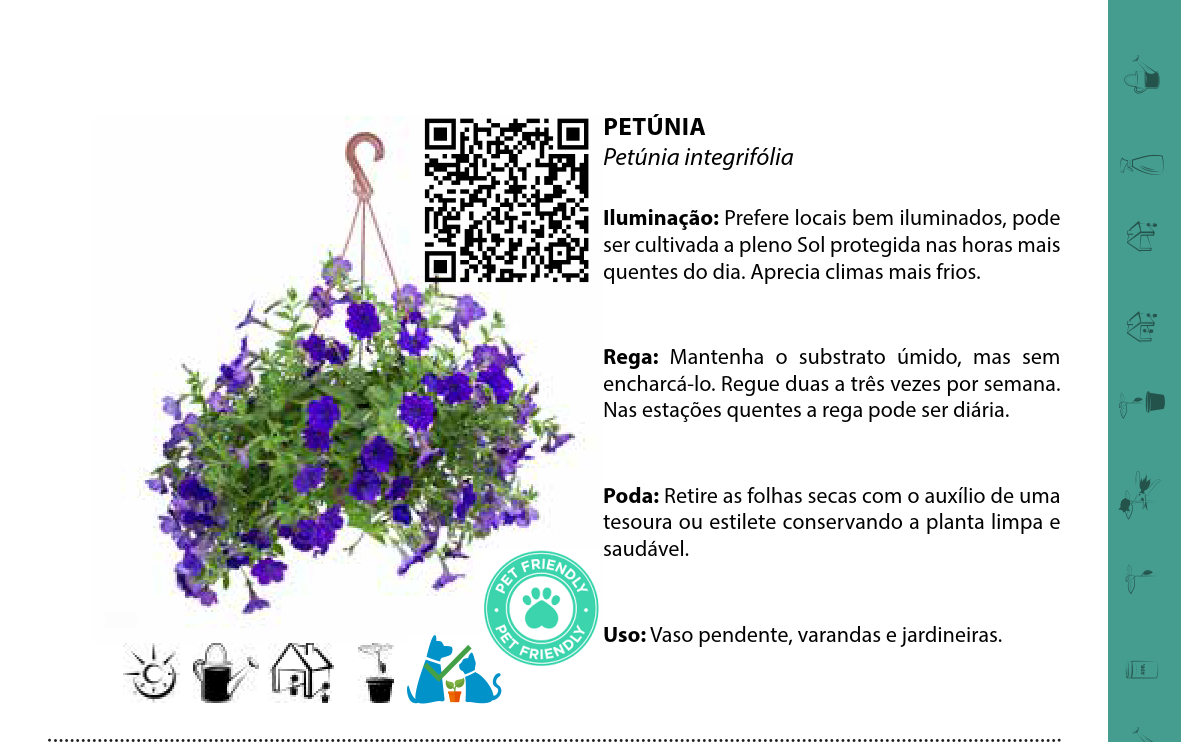 PETÚNIA
Petúnia integrifólia
Iluminação: Prefere locais bem iluminados, pode
ser cultivada a pleno Sol protegida nas horas mais
quentes do dia. Aprecia climas mais frios.
Rega: Mantenha o substrato úmido, mas sem
encharcá-lo. Regue duas a três vezes por semana.
Nas estações quentes a rega pode ser diária.
Poda: Retire as folhas secas com o auxílio de uma
tesoura ou estilete conservando a planta limpa e
saudável.
PET FRIENDLY
PET FRIENDLY
Uso: Vaso pendente, varandas e jardineiras.